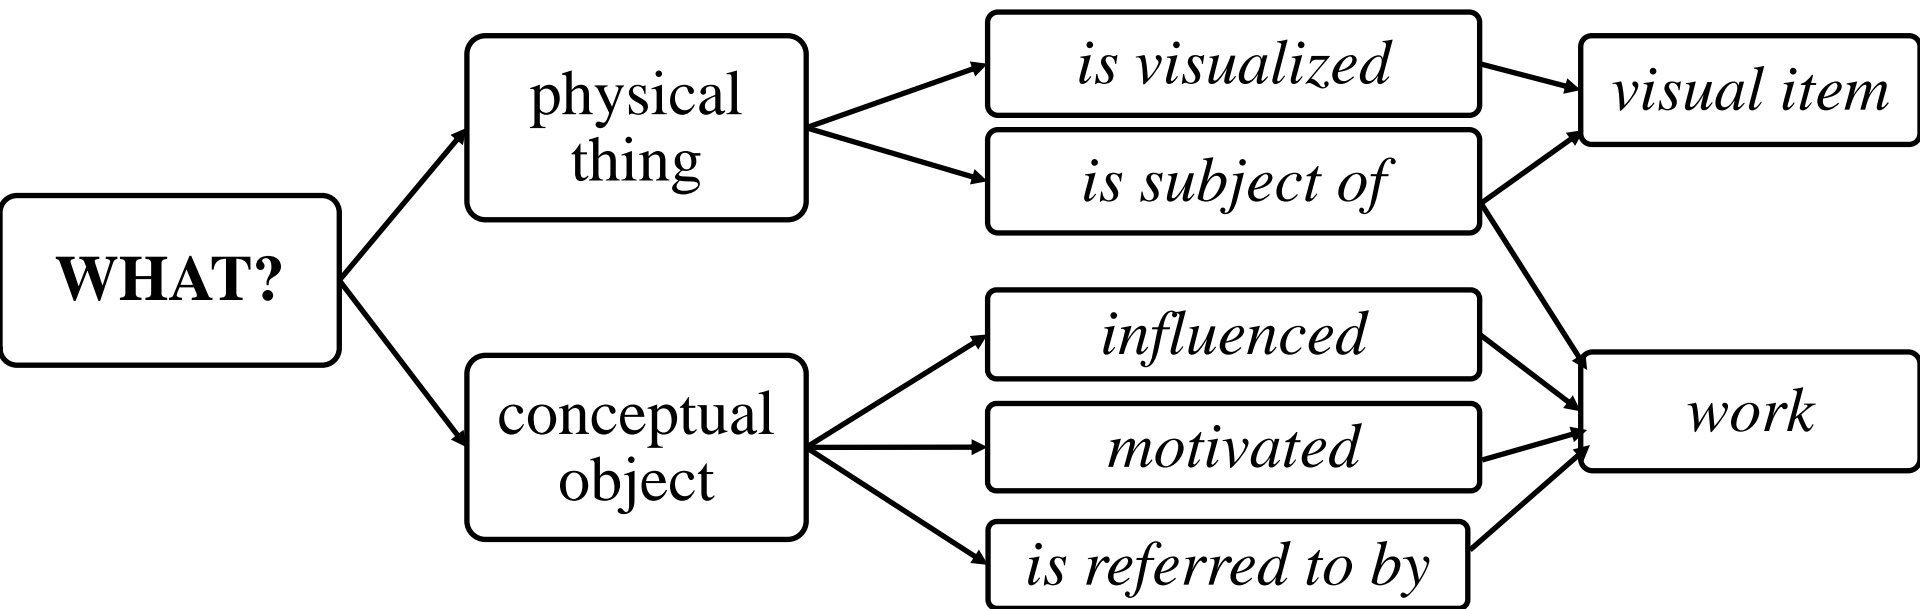 WHAT?
physical
thing
conceptual
object
is visualized
is subject of
influenced
motivated
is referred to by
visual item
work